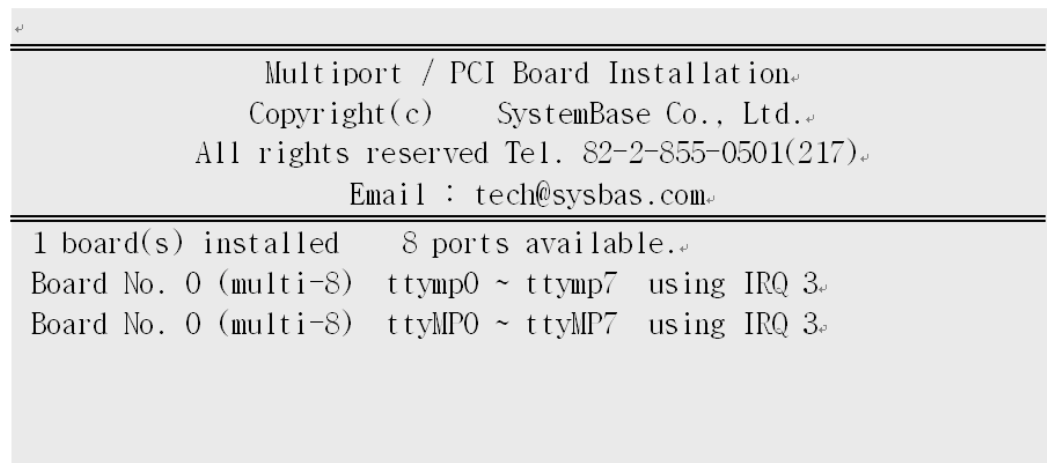 Multiport / PCI Board Installation
Copyright(c) SystemBase Co., Ltd.
All rights reserved Tel. 82-2-855-0501(217)
Email : tech@sysbas.com
1 board(s) installed 8 ports available.
Board No. 0 (multi-8) ttymp0 ~ ttymp7 using IRQ 3
Board No. 0 (multi-8) ttyMP0 ~ ttyMP7 using IRQ 3